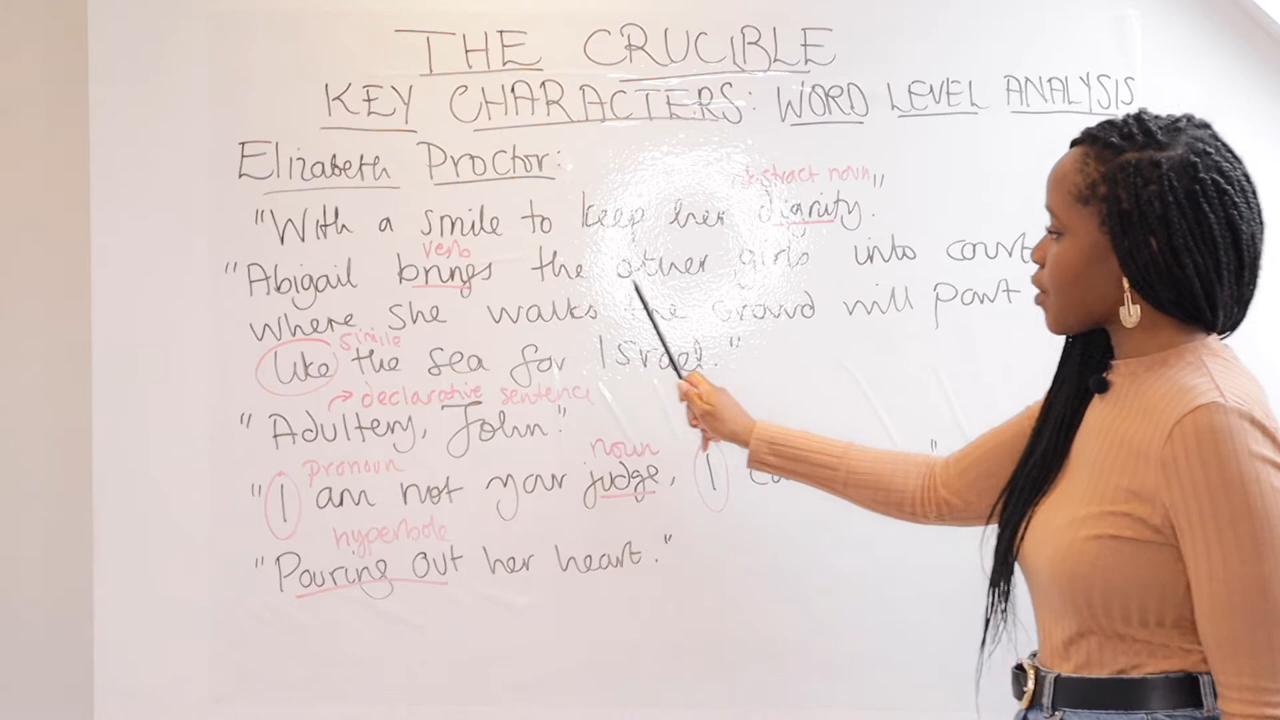 THE CRUCIBLE
KEY CHARACTERS: WORD LEVEL ANALYSIS
Elizabeth Proctor:
abstract noun
"With a smile to keep her dignity."
verb
"Abigail brings the other girls into court
where she walks the crowd will part
simile
like the sea for Israel."
declarative sentence
"Adultery, John."
pronoun noun
"I am not your judge, I
hyperbole
"Pouring out her heart."